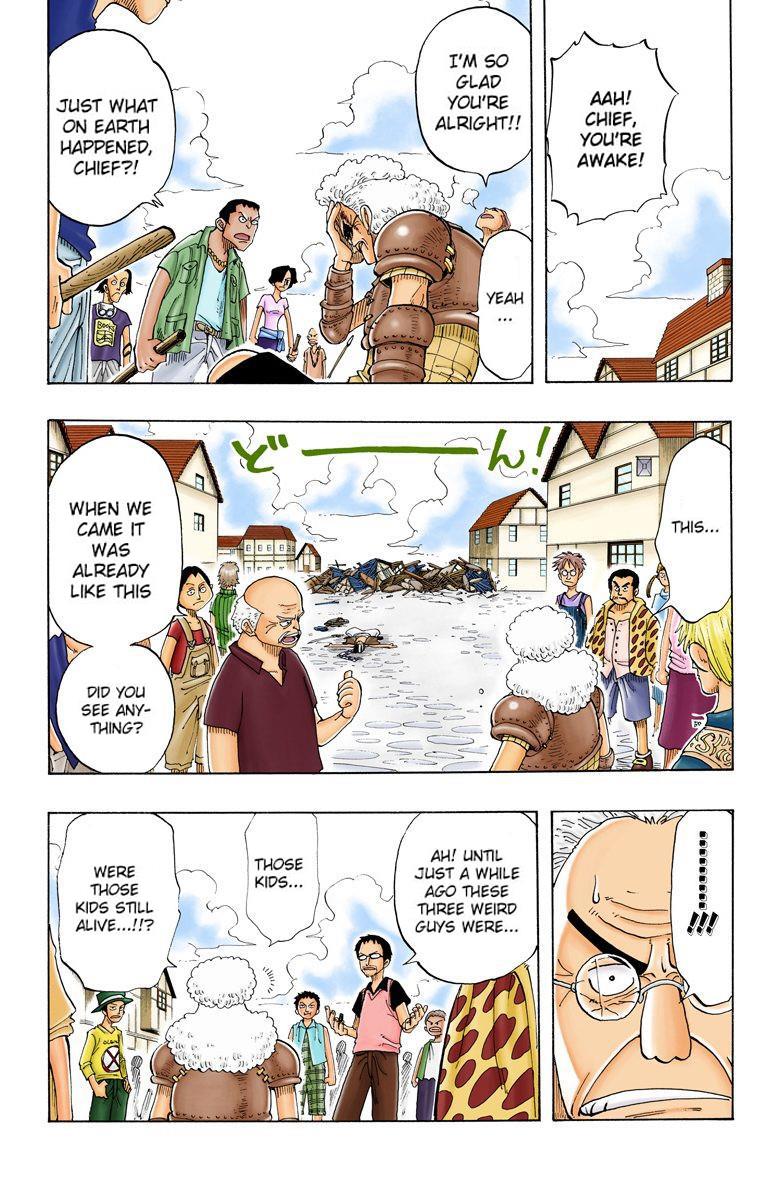 AAH!
CHIEF,
YOU'RE
AWAKE!
I'M SO
GLAD
YOU'RE
ALRIGHT!!
YEAH
...
JUST WHAT
ON EARTH
HAPPENED,
CHIEF?!
THIS...
どーん!
WHEN WE
CAME IT
WAS
ALREADY
LIKE THIS
DID YOU
SEE ANY-
THING?
...........!!!
AH! UNTIL
JUST A WHILE
AGO THESE
THREE WEIRD
GUYS WERE...
THOSE
KIDS...
WERE
THOSE
KIDS STILL
ALIVE...!!?